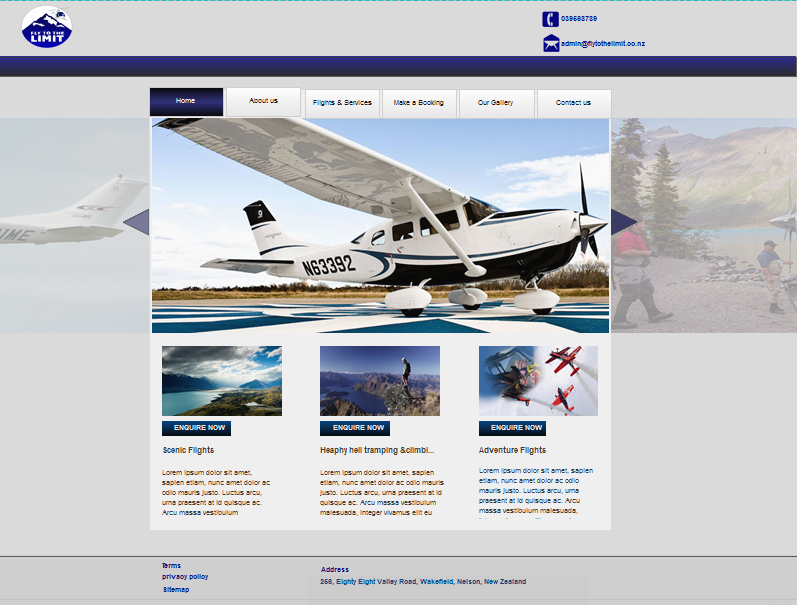 FLY TO THE
LIMIT
039568789
admin@flytothelimit.co.nz
Home
About us
Flights & Services
Make a Booking
Our Gallery
Contact us
N63392
ENQUIRE NOW
ENQUIRE NOW
ENQUIRE NOW
Scenic Flights
Heaphy heli tramping &climbi...
Adventure Flights
Lorem ipsum dolor sit amet,
sapien etiam, nunc amet dolor ac
odio mauris justo. Luctus arcu,
urna praesent at id quisque ac.
Arcu massa vestibulum
Lorem ipsum dolor sit amet, sapien
etiam, nunc amet dolor ac odio
mauris justo. Luctus arcu, urna
praesent at id quisque ac. Arcu
massa vestibulum malesuada,
Lorem ipsum dolor sit amet, sapien
etiam, nunc amet dolor ac odio mauris
justo. Luctus arcu, urna praesent at id
quisque ac. Arcu massa vestibulum
malesuada, integer vivamus elit eu
Terms
privacy policy
Sitemap
Address
266, Eighty Eight Valley Road, Wakefield, Nelson, New Zealand